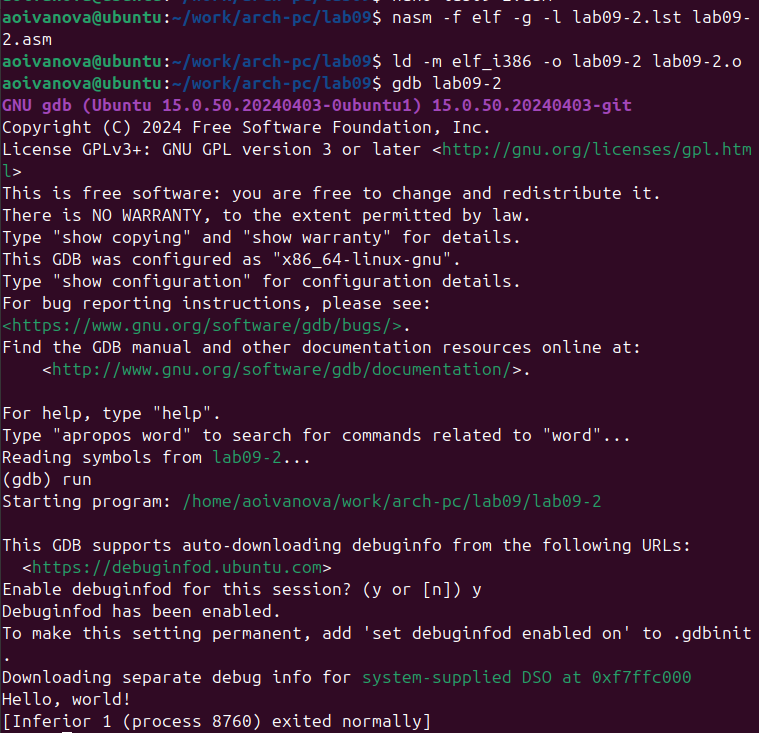 aoivanova@ubuntu:~/work/arch-pc/lab09$ nasm -f elf -g -l lab09-2.lst lab09-
2.asm
aoivanova@ubuntu:~/work/arch-pc/lab09$ ld -m elf_i386 -o lab09-2 lab09-2.o
aoivanova@ubuntu:~/work/arch-pc/lab09$ gdb lab09-2
GNU gdb (Ubuntu 15.0.50.20240403-0ubuntu1) 15.0.50.20240403-git
Copyright (C) 2024 Free Software Foundation, Inc.
License GPLv3+: GNU GPL version 3 or later <http://gnu.org/licenses/gpl.htm
l>
This is free software: you are free to change and redistribute it.
There is NO WARRANTY, to the extent permitted by law.
Type "show copying" and "show warranty" for details.
This GDB was configured as "x86_64-linux-gnu".
Type "show configuration" for configuration details.
For bug reporting instructions, please see:
<https://www.gnu.org/software/gdb/bugs/>.
Find the GDB manual and other documentation resources online at:
    <http://www.gnu.org/software/gdb/documentation/>.

For help, type "help".
Type "apropos word" to search for commands related to "word"...
Reading symbols from lab09-2...
(gdb) run
Starting program: /home/aoivanova/work/arch-pc/lab09/lab09-2

This GDB supports auto-downloading debuginfo from the following URLs:
  <https://debuginfod.ubuntu.com>
Enable debuginfod for this session? (y or [n]) y
Debuginfod has been enabled.
To make this setting permanent, add 'set debuginfod enabled on' to .gdbinit
.
Downloading separate debug info for system-supplied DSO at 0xf7ffc000
Hello, world!
[Inferior 1 (process 8760) exited normally]